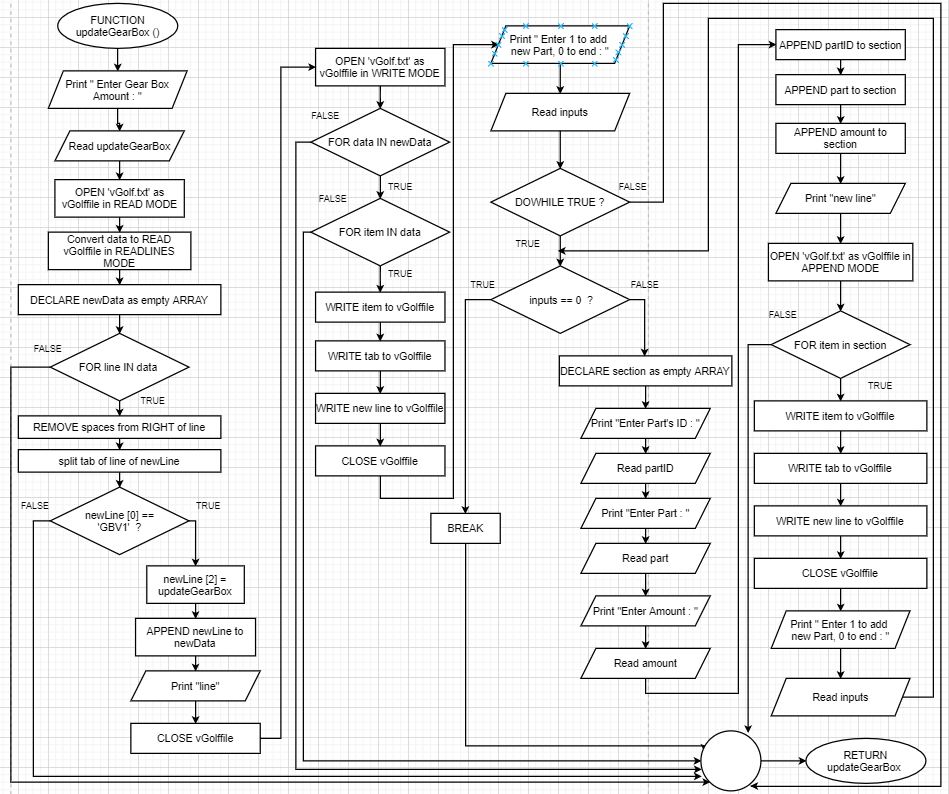 FUNCTION
updateGearBox ()
Print " Enter Gear Box
Amount : "
Read updateGearBox
OPEN 'vGolf.txt' as
vGolffile in READ MODE
Convert data to READ
vGolffile in READLINES
MODE
DECLARE newData as empty ARRAY
FALSE
FOR line IN data
TRUE
REMOVE spaces from RIGHT of line
split tab of line of newLine
FALSE
newLine [0] ==
'GBV1' ?
TRUE
newLine [2] =
updateGearBox
APPEND newLine to
newData
Print "line"
CLOSE vGolffile
OPEN 'vGolf.txt' as
vGolffile in WRITE MODE
FALSE
FOR data IN newData
TRUE
FALSE
FOR item IN data
TRUE
WRITE item to vGolffile
WRITE tab to vGolffile
WRITE new line to vGolffile
CLOSE vGolffile
Print " Enter 1 to add
new Part, 0 to end : "
Read inputs
DOWHILE TRUE ?
FALSE
TRUE
TRUE
inputs == 0 ?
FALSE
BREAK
DECLARE section as empty ARRAY
Print "Enter Part's ID : "
Read partID
Print "Enter Part : "
Read part
Print "Enter Amount : "
Read amount
APPEND partID to section
APPEND part to section
APPEND amount to
section
Print "new line"
OPEN 'vGolf.txt' as vGolffile in
APPEND MODE
FALSE
FOR item in section
TRUE
WRITE item to vGolffile
WRITE tab to vGolffile
WRITE new line to vGolffile
CLOSE vGolffile
Print " Enter 1 to add
new Part, 0 to end : "
Read inputs
RETURN
updateGearBox